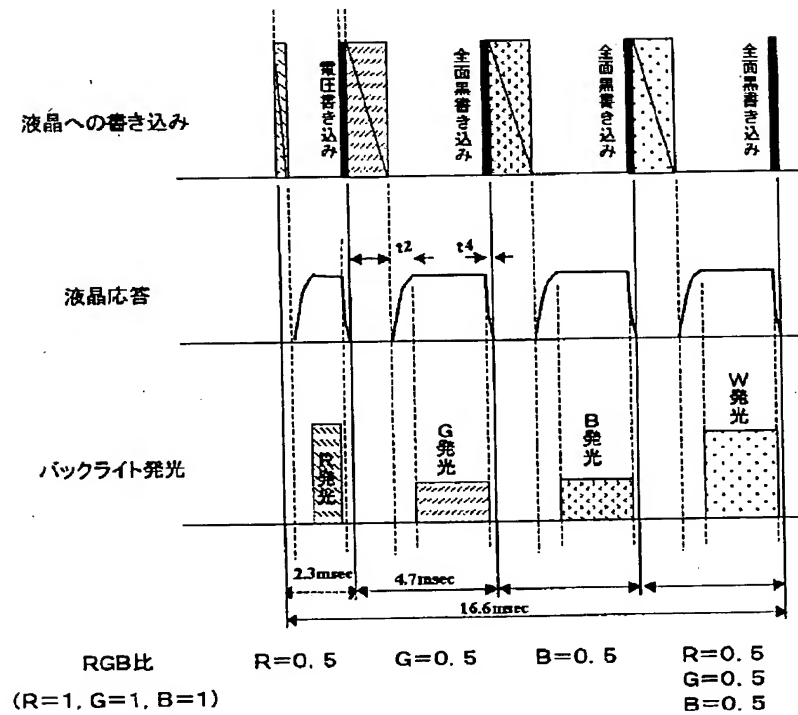 液晶への書き込み
電圧書き込み
全面黒書き込み
全面黒書き込み
全面黒書き込み
液晶応答
t2
t4
バックライト発光
R発光
G発光
B発光
W発光
2.3msec
4.7msec
16.6msec
RGB比
(R=1, G=1, B=1)
R=0.5
G=0.5
B=0.5
R=0.5
G=0.5
B=0.5